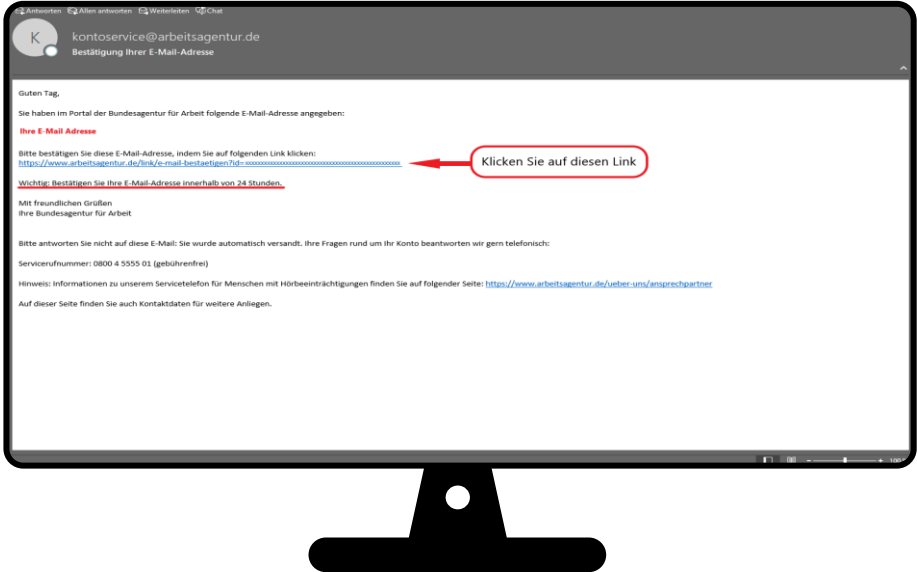 Antworten Allen antworten Weiterleiten Chat
K
kontoservice@arbeitsagentur.de
Bestätigung Ihrer E-Mail-Adresse
Guten Tag,
Sie haben im Portal der Bundesagentur für Arbeit folgende E-Mail-Adresse angegeben:
Ihre E-Mail Adresse
Bitte bestätigen Sie diese E-Mail-Adresse, indem Sie auf folgenden Link klicken:
https://www.arbeitsagentur.de/link/e-mail-bestaetigen?id=
Klicken Sie auf diesen Link
Wichtig: Bestätigen Sie Ihre E-Mail-Adresse innerhalb von 24 Stunden.
Mit freundlichen Grüßen
Ihre Bundesagentur für Arbeit
Bitte antworten Sie nicht auf diese E-Mail: Sie wurde automatisch versandt. Ihre Fragen rund um Ihr Konto beantworten wir gern telefonisch:
Servicerufnummer: 0800 4 5555 01 (gebührenfrei)
Hinweis: Informationen zu unserem Servicetelefon für Menschen mit Hörbeeinträchtigungen finden Sie auf folgender Seite: https://www.arbeitsagentur.de/ueber-uns/ansprechpartner
Auf dieser Seite finden Sie auch Kontaktdaten für weitere Anliegen.